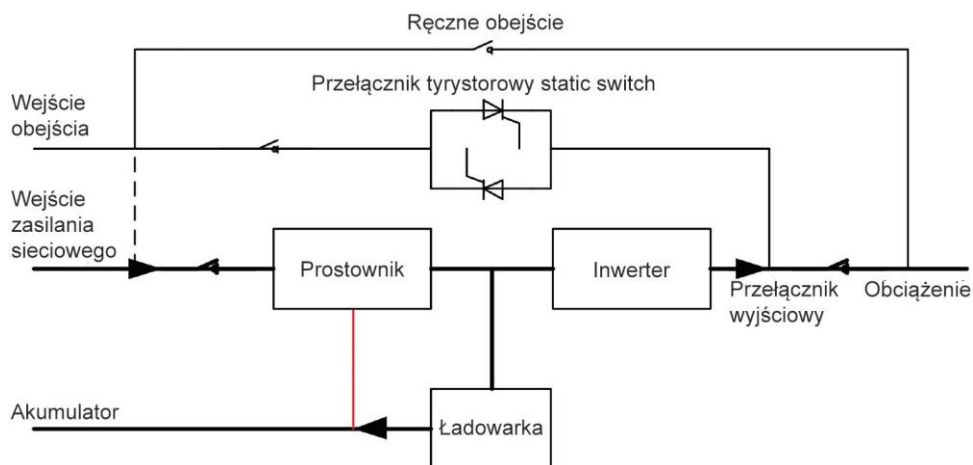 Ręczne obejście
Przełącznik tyrystorowy static switch
Wejście
obejścia
Wejście
zasilania
sieciowego
Prostownik
Inwerter
Przełącznik
wyjściowy
Obciążenie
Akumulator
Ładowarka